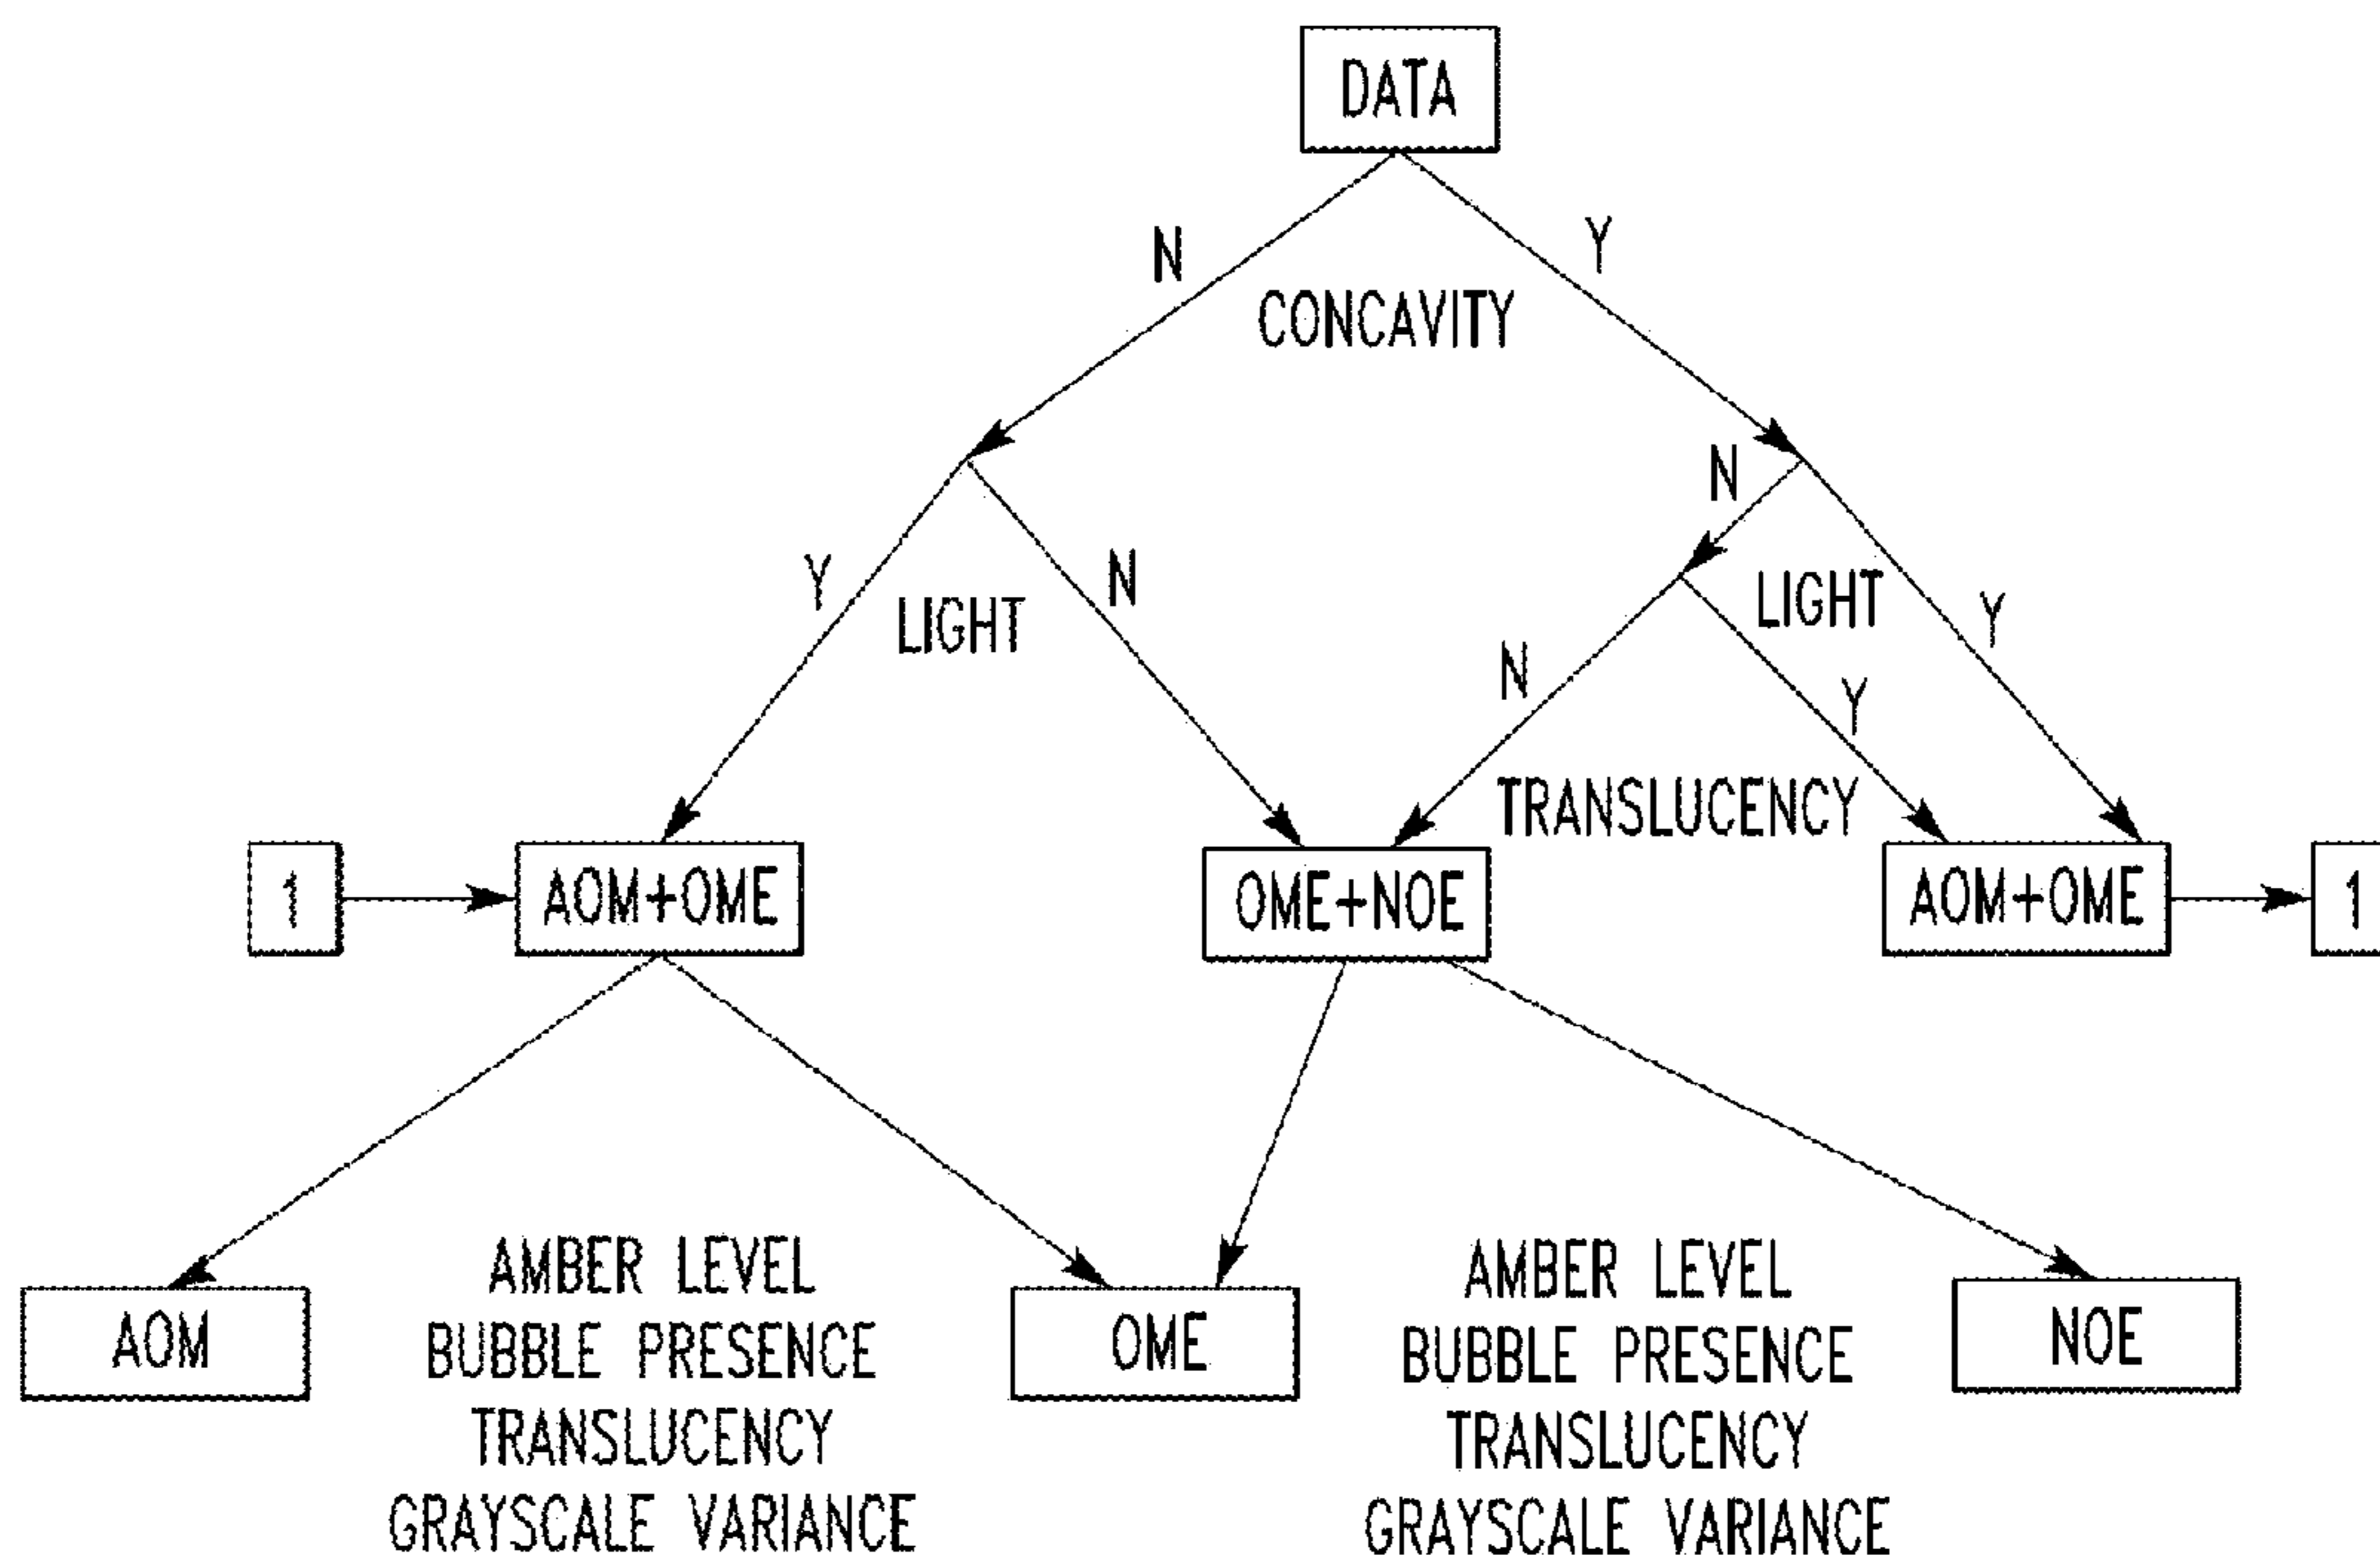 DATA
N
Y
CONCAVITY
N
Y
LIGHT
N
LIGHT
Y
N
Y
TRANSLUCENCY
1
AOM+OME
OME+NOE
AOM+OME
1
AOM
AMBER LEVEL
BUBBLE PRESENCE
TRANSLUCENCY
GRAYSCALE VARIANCE
OME
AMBER LEVEL
BUBBLE PRESENCE
TRANSLUCENCY
GRAYSCALE VARIANCE
NOE